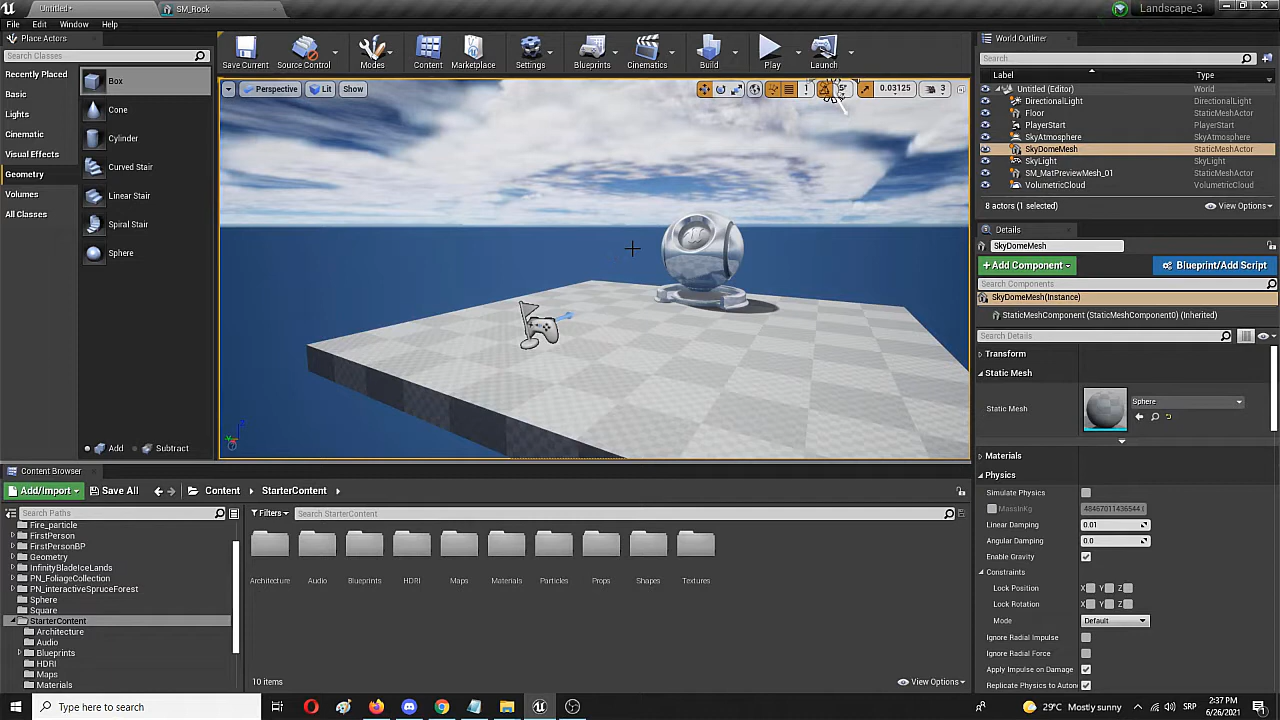 Untitled*
SM_Rock
Landscape_3
File Edit Window Help
Place Actors
Search Classes
Recently Placed
Basic
Lights
Cinematic
Visual Effects
Geometry
Volumes
All Classes
Box
Cone
Cylinder
Curved Stair
Linear Stair
Spiral Stair
Sphere
Add Subtract
Save Current Source Control Modes Content Marketplace Settings Blueprints Cinematics Build Play Launch
Perspective Lit Show
1 5° 0.03125 3
World Outliner
Search...
Label Type
Untitled (Editor) World
DirectionalLight DirectionalLight
Floor StaticMeshActor
PlayerStart PlayerStart
SkyAtmosphere SkyAtmosphere
SkyDomeMesh StaticMeshActor
SkyLight SkyLight
SM_MatPreviewMesh_01 StaticMeshActor
VolumetricCloud VolumetricCloud
8 actors (1 selected) View Options
Details
SkyDomeMesh
+Add Component Blueprint/Add Script
Search Components
SkyDomeMesh(Instance)
StaticMeshComponent (StaticMeshComponent0) (Inherited)
Search Details
Transform
Static Mesh
Static Mesh Sphere
Materials
Physics
Simulate Physics
MassInKg
Linear Damping 0.01
Angular Damping 0.0
Enable Gravity
Constraints
Lock Position X Y Z
Lock Rotation X Y Z
Mode Default
Ignore Radial Impulse
Ignore Radial Force
Apply Impulse on Damage
Replicate Physics to Auton
Content Browser
Add/Import Save All Content StarterContent
Search Paths
Filters Search StarterContent
Fire_particle
FirstPerson
FirstPersonBP
Geometry
InfinityBladeIceLands
PN_FoliageCollection
PN_interactiveSpruceForest
Sphere
Square
StarterContent
Architecture
Audio
Blueprints
HDRI
Maps
Materials
Architecture Audio Blueprints HDRI Maps Materials Particles Props Shapes Textures
10 items View Options
Type here to search
29°C Mostly sunny
SRP
2:37 PM
6/26/2021